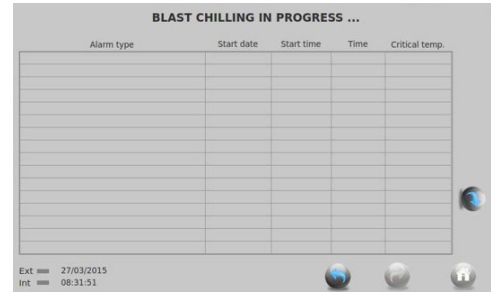 BLAST CHILLING IN PROGRESS ...
Alarm type Start date Start time Time Critical temp.
Ext 27/03/2015
Int 08:31:51